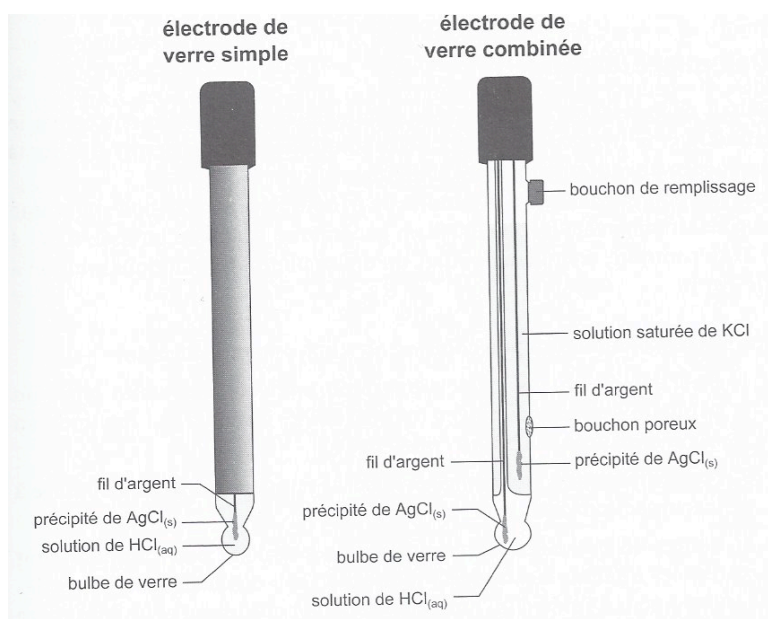 électrode de
verre simple
fil d'argent
précipité de AgCl(s)
solution de HCl(aq)
bulbe de verre
électrode de
verre combinée
bouchon de remplissage
solution saturée de KCl
fil d'argent
bouchon poreux
précipité de AgCl(s)
fil d'argent
précipité de AgCl(s)
bulbe de verre
solution de HCl(aq)